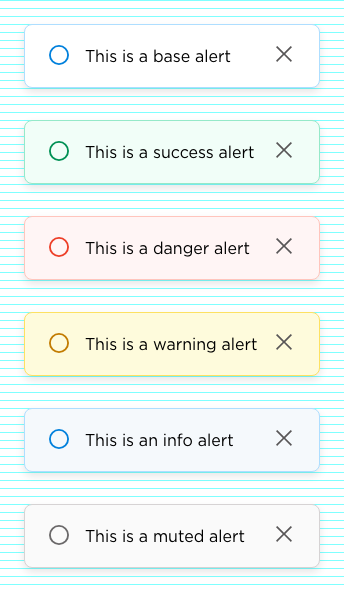 This is a base alert
This is a success alert
This is a danger alert
This is a warning alert
This is an info alert
This is a muted alert